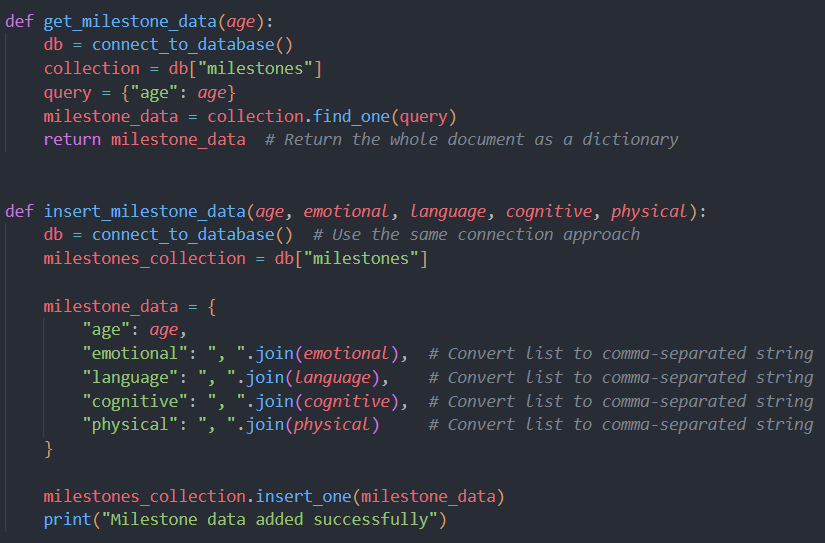 def get_milestone_data(age):
    db = connect_to_database()
    collection = db["milestones"]
    query = {"age": age}
    milestone_data = collection.find_one(query)
    return milestone_data  # Return the whole document as a dictionary
def insert_milestone_data(age, emotional, language, cognitive, physical):
    db = connect_to_database()  # Use the same connection approach
    milestones_collection = db["milestones"]
    milestone_data = {
        "age": age,
        "emotional": ", ".join(emotional),  # Convert list to comma-separated string
        "language": ", ".join(language),    # Convert list to comma-separated string
        "cognitive": ", ".join(cognitive),  # Convert list to comma-separated string
        "physical": ", ".join(physical)     # Convert list to comma-separated string
    }
    milestones_collection.insert_one(milestone_data)
    print("Milestone data added successfully")